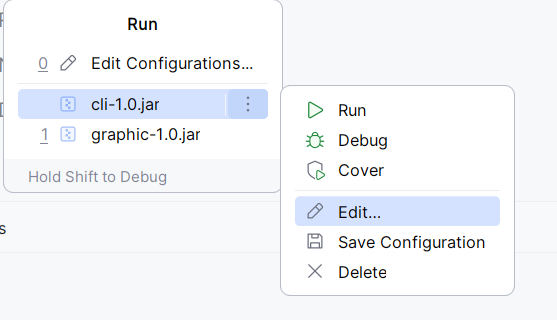 Run
0 Edit Configurations...
cli-1.0.jar
1 graphic-1.0.jar
Hold Shift to Debug
Run
Debug
Cover
Edit...
Save Configuration
Delete
s